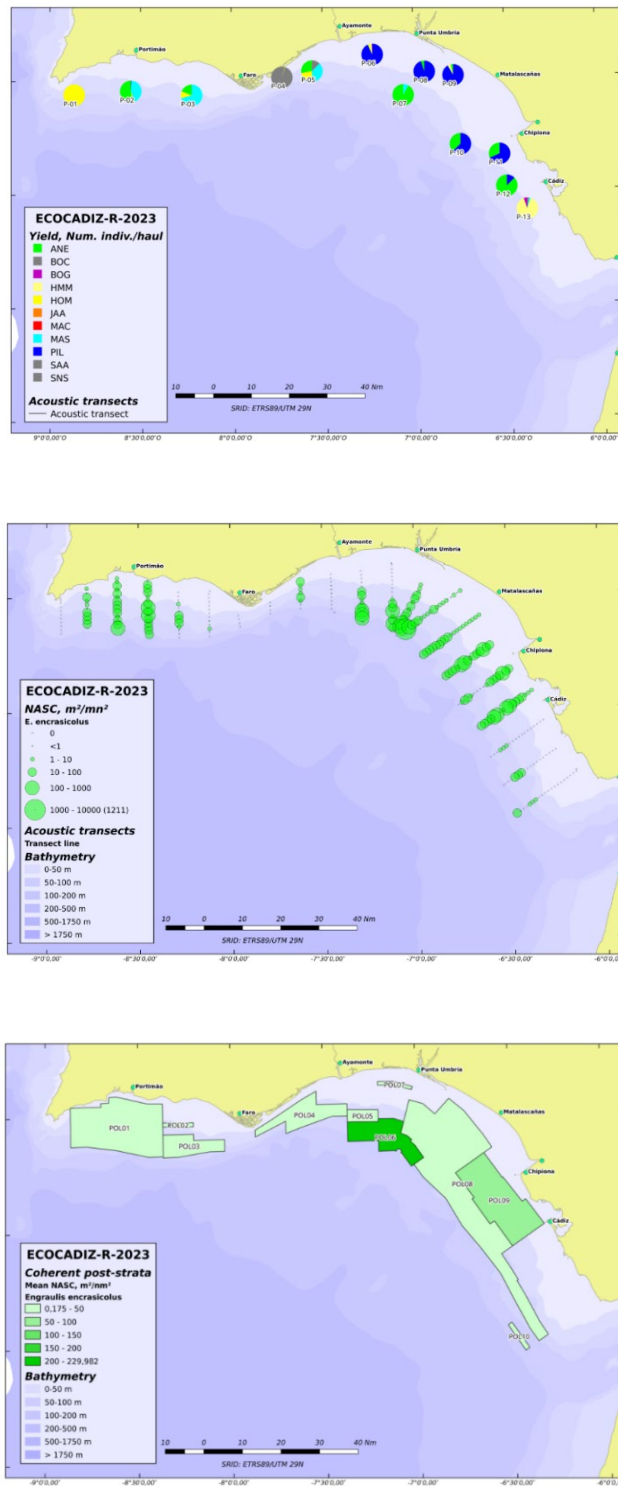 Portimão
Faro
Ayamonte
Punta Umbría
Matalascañas
Chipiona
Cádiz
P-01
P-02
P-03
P-04
P-05
P-06
P-07
P-08
P-09
P-10
P-11
P-12
P-13
ECOCADIZ-R-2023
Yield, Num. indiv./haul
ANE
BOC
BOG
HMM
HOM
JAA
MAC
MAS
PIL
SAA
SNS
Acoustic transects
Acoustic transect
10 0 10 20 30 40 Nm
SRID: ETRS89/UTM 29N
9°0'0,00"O 8°30'0,00"O 8°0'0,00"O 7°30'0,00"O 7°0'0,00"O 6°30'0,00"O
Portimão
Faro
Ayamonte
Punta Umbría
Matalascañas
Chipiona
Cádiz
ECOCADIZ-R-2023
NASC, m²/mn²
E. encrasicolus
0
<1
1 - 10
10 - 100
100 - 1000
1000 - 10000 (1211)
Acoustic transects
Transect line
Bathymetry
0-50 m
50-100 m
100-200 m
200-500 m
500-1750 m
> 1750 m
10 0 10 20 30 40 Nm
SRID: ETRS89/UTM 29N
-9°0'0,00" -8°30'0,00" -8°0'0,00" -7°30'0,00" -7°0'0,00" -6°30'0,00"
Portimão
Faro
Ayamonte
Punta Umbría
Matalascañas
Chipiona
Cádiz
POL01
POL02
POL03
POL04
POL05
POL06
POL07
POL08
POL09
POL10
ECOCADIZ-R-2023
Coherent post-strata
Mean NASC, m²/nm²
Engraulis encrasicolus
0,175 - 50
50 - 100
100 - 150
150 - 200
200 - 229,982
Bathymetry
0-50 m
50-100 m
100-200 m
200-500 m
500-1750 m
> 1750 m
10 0 10 20 30 40 Nm
SRID: ETRS89/UTM 29N
-9°0'0,00" -8°30'0,00" -8°0'0,00" -7°30'0,00" -7°0'0,00" -6°30'0,00"